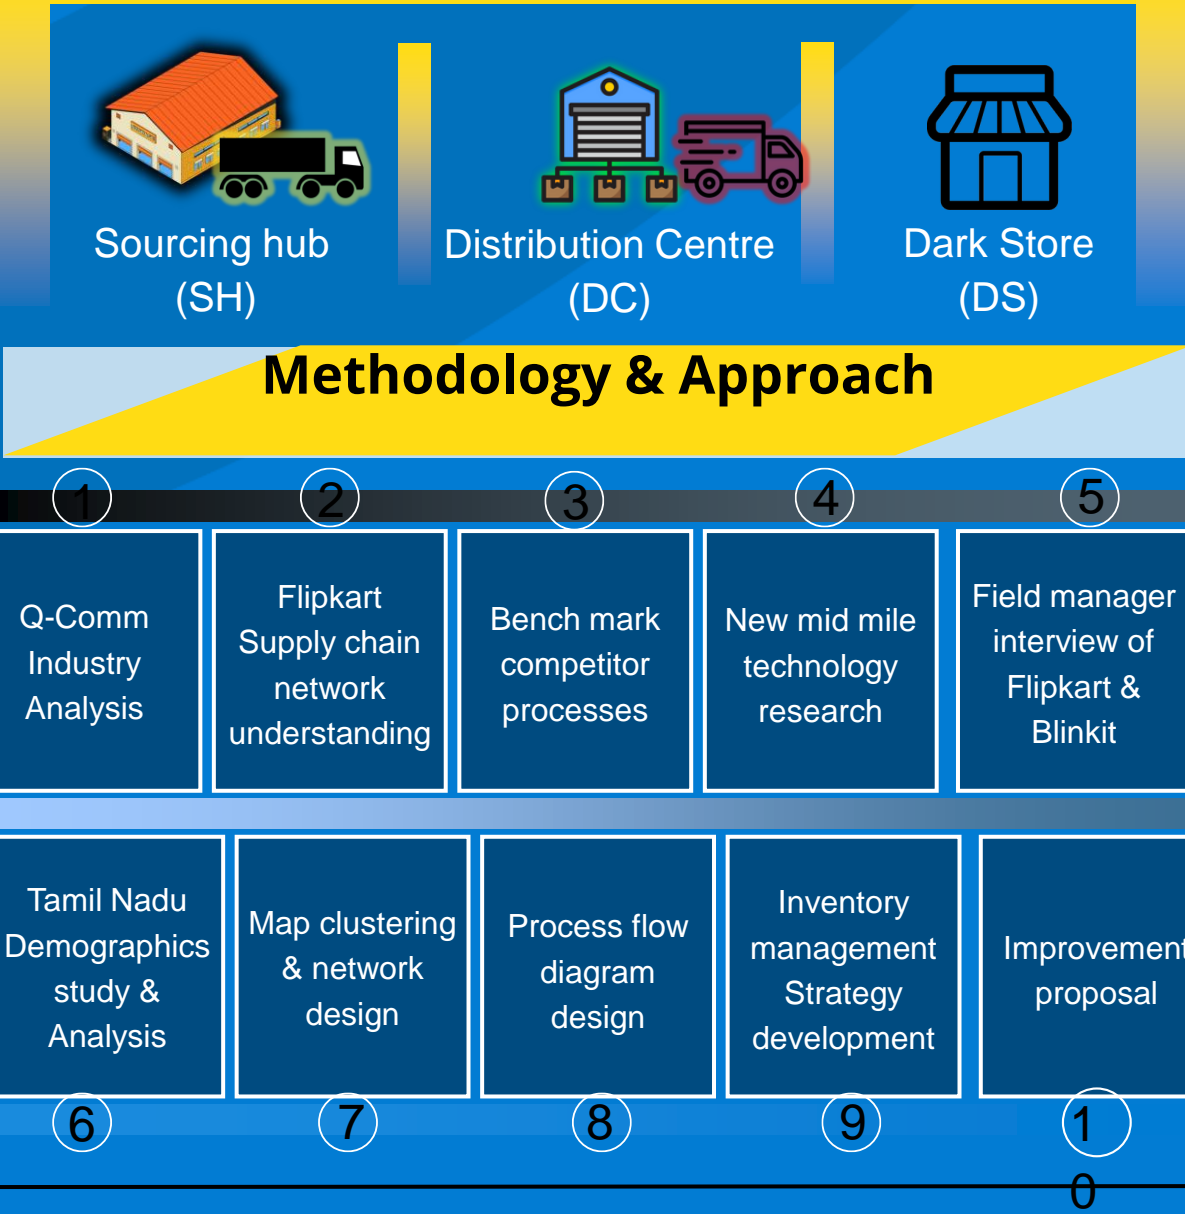 Sourcing hub
(SH)
Distribution Centre
(DC)
Dark Store
(DS)
Methodology & Approach
1
2
3
4
5
Q-Comm
Industry
Analysis
Flipkart
Supply chain
network
understanding
Bench mark
competitor
processes
New mid mile
technology
research
Field manager
interview of
Flipkart &
Blinkit
Tamil Nadu
Demographics
study &
Analysis
Map clustering
& network
design
Process flow
diagram
design
Inventory
management
Strategy
development
Improvement
proposal
6
7
8
9
1
0